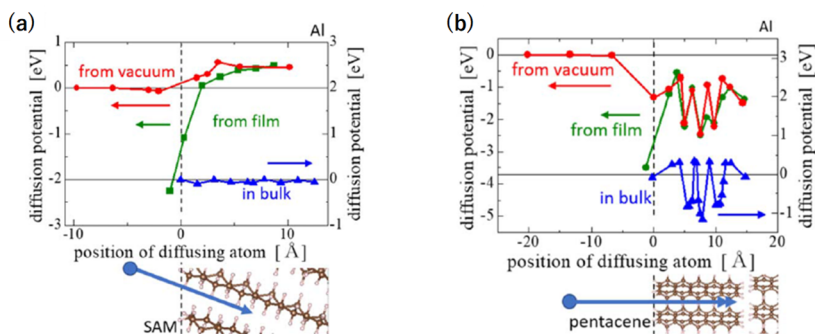 (a)
Al
diffusion potential [eV]
1
0
-1
-2
-3
from vacuum
from film
in bulk
3
2
1
0
-1
diffusion potential [eV]
-10
-5
0
5
10
position of diffusing atom [Å]
SAM
(b)
Al
diffusion potential [eV]
0
-1
-2
-3
-4
-5
from vacuum
from film
in bulk
3
2
1
0
-1
diffusion potential [eV]
-20
-10
0
10
20
position of diffusing atom [Å]
pentacene